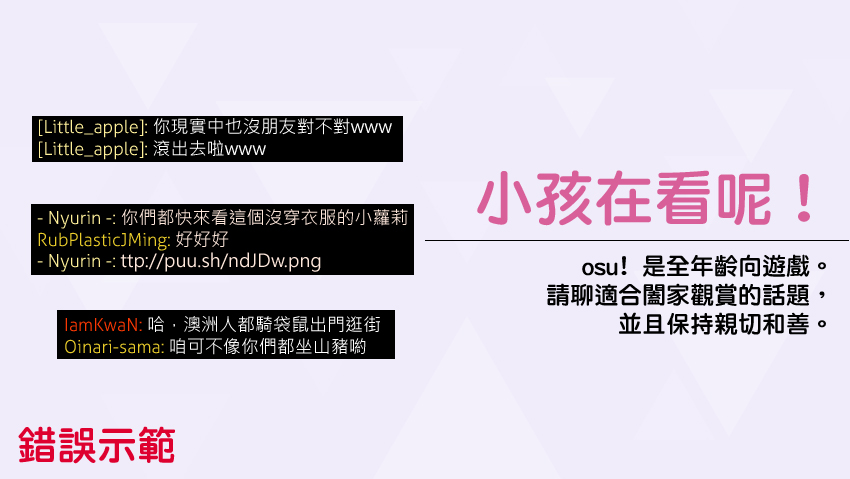 [Little_apple]: 你現實中也沒朋友對不對www
[Little_apple]: 滾出去啦www
- Nyurin -: 你們都快來看這個沒穿衣服的小蘿莉
RubPlasticJMing: 好好好
- Nyurin -: ttp://puu.sh/ndJDw.png
IamKwaN: 哈，澳洲人都騎袋鼠出門逛街
Oinari-sama: 咱可不像你們都坐山豬喲
錯誤示範
小孩在看呢！
osu! 是全年齡向遊戲。
請聊適合闔家觀賞的話題，
並且保持親切和善。